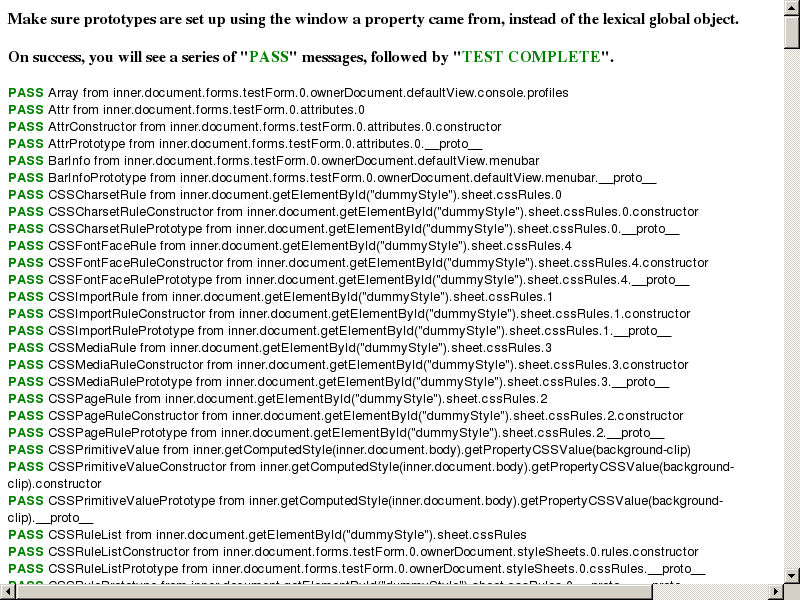 Make sure prototypes are set up using the window a property came from, instead of the lexical global object.
On success, you will see a series of "PASS" messages, followed by "TEST COMPLETE".
PASS Array from inner.document.forms.testForm.0.ownerDocument.defaultView.console.profiles
PASS Attr from inner.document.forms.testForm.0.attributes.0
PASS AttrConstructor from inner.document.forms.testForm.0.attributes.0.constructor
PASS AttrPrototype from inner.document.forms.testForm.0.attributes.0.__proto__
PASS BarInfo from inner.document.forms.testForm.0.ownerDocument.defaultView.menubar
PASS BarInfoPrototype from inner.document.forms.testForm.0.ownerDocument.defaultView.menubar.__proto__
PASS CSSCharsetRule from inner.document.getElementById("dummyStyle").sheet.cssRules.0
PASS CSSCharsetRuleConstructor from inner.document.getElementById("dummyStyle").sheet.cssRules.0.constructor
PASS CSSCharsetRulePrototype from inner.document.getElementById("dummyStyle").sheet.cssRules.0.__proto__
PASS CSSFontFaceRule from inner.document.getElementById("dummyStyle").sheet.cssRules.4
PASS CSSFontFaceRuleConstructor from inner.document.getElementById("dummyStyle").sheet.cssRules.4.constructor
PASS CSSFontFaceRulePrototype from inner.document.getElementById("dummyStyle").sheet.cssRules.4.__proto__
PASS CSSImportRule from inner.document.getElementById("dummyStyle").sheet.cssRules.1
PASS CSSImportRuleConstructor from inner.document.getElementById("dummyStyle").sheet.cssRules.1.constructor
PASS CSSImportRulePrototype from inner.document.getElementById("dummyStyle").sheet.cssRules.1.__proto__
PASS CSSMediaRule from inner.document.getElementById("dummyStyle").sheet.cssRules.3
PASS CSSMediaRuleConstructor from inner.document.getElementById("dummyStyle").sheet.cssRules.3.constructor
PASS CSSMediaRulePrototype from inner.document.getElementById("dummyStyle").sheet.cssRules.3.__proto__
PASS CSSPageRule from inner.document.getElementById("dummyStyle").sheet.cssRules.2
PASS CSSPageRuleConstructor from inner.document.getElementById("dummyStyle").sheet.cssRules.2.constructor
PASS CSSPageRulePrototype from inner.document.getElementById("dummyStyle").sheet.cssRules.2.__proto__
PASS CSSPrimitiveValue from inner.getComputedStyle(inner.document.body).getPropertyCSSValue(background-clip)
PASS CSSPrimitiveValueConstructor from inner.getComputedStyle(inner.document.body).getPropertyCSSValue(background-
clip).constructor
PASS CSSPrimitiveValuePrototype from inner.getComputedStyle(inner.document.body).getPropertyCSSValue(background-
clip).__proto__
PASS CSSRuleList from inner.document.getElementById("dummyStyle").sheet.cssRules
PASS CSSRuleListConstructor from inner.document.forms.testForm.0.ownerDocument.styleSheets.0.rules.constructor
PASS CSSRuleListPrototype from inner.document.forms.testForm.0.ownerDocument.styleSheets.0.cssRules.__proto__